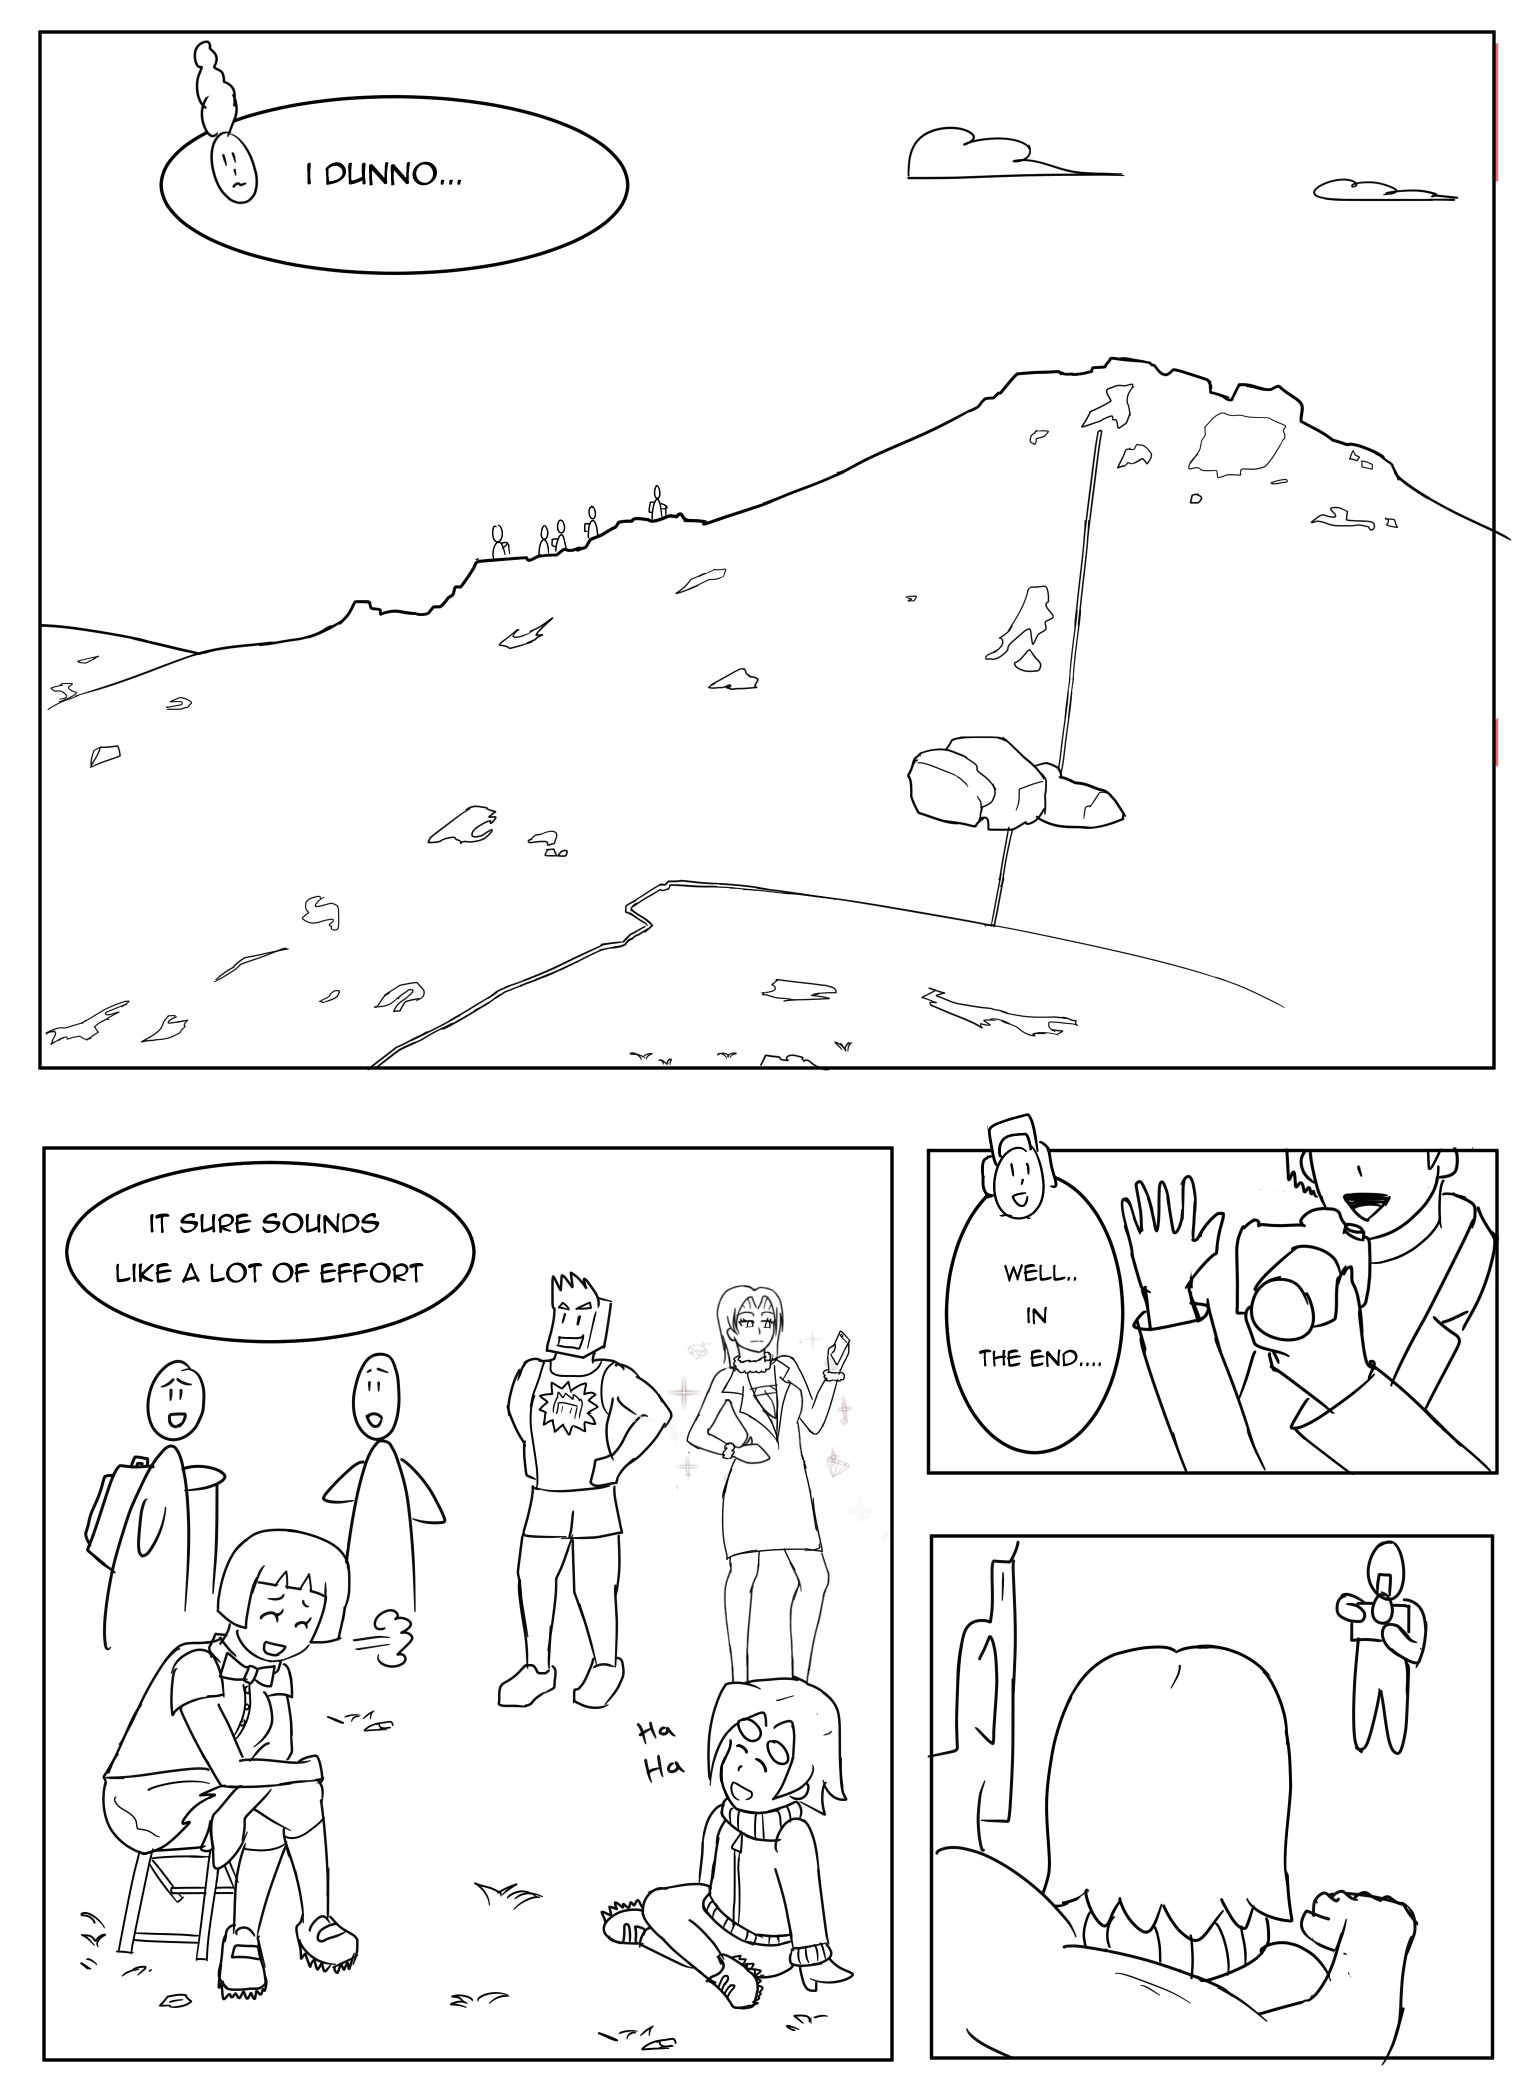 I DUNNO...
IT SURE SOUNDS
LIKE A LOT OF EFFORT
Ha
Ha
WELL..
IN
THE END....